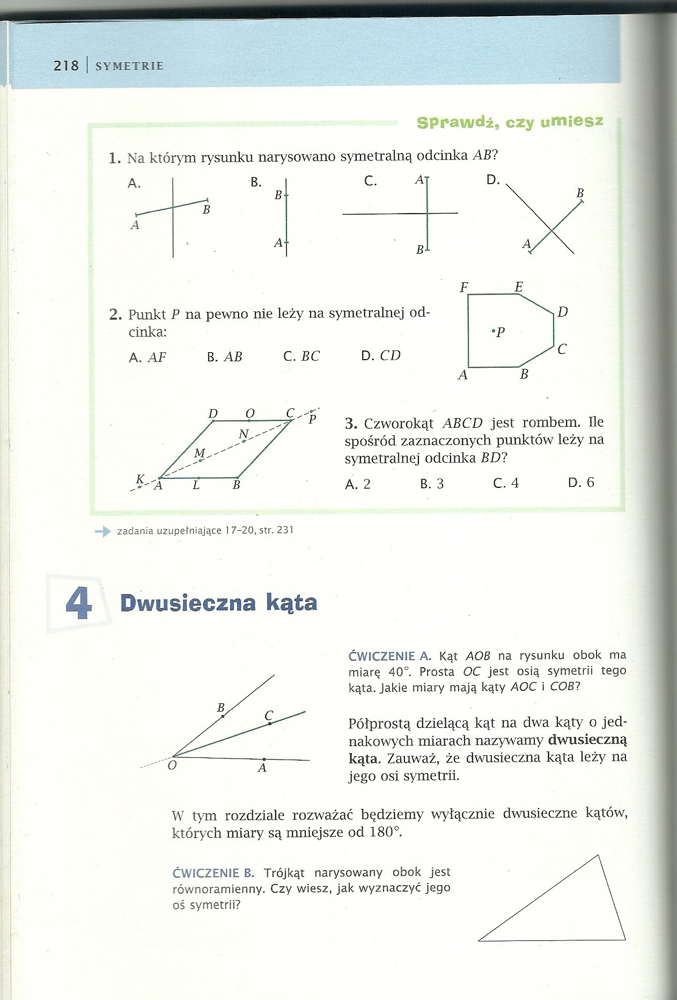 218 | SYMETRIE
Sprawdź, czy umiesz
1. Na którym rysunku narysowano symetralną odcinka AB?
A.
B.
C.
D.
A
B
B
A
A
B
A
B
2. Punkt P na pewno nie leży na symetralnej od-
cinka:
A. AF B. AB C. BC D. CD
F E
D
P
C
A B
D O C P
N
M
K A L B
3. Czworokąt ABCD jest rombem. Ile
spośród zaznaczonych punktów leży na
symetralnej odcinka BD?
A. 2 B. 3 C. 4 D. 6
zadania uzupełniające 17–20, str. 231
4 Dwusieczna kąta
ĆWICZENIE A. Kąt AOB na rysunku obok ma
miarę 40°. Prosta OC jest osią symetrii tego
kąta. Jakie miary mają kąty AOC i COB?
B
C
O
A
Półprostą dzielącą kąt na dwa kąty o jed-
nakowych miarach nazywamy dwusieczną
kąta. Zauważ, że dwusieczna kąta leży na
jego osi symetrii.
W tym rozdziale rozważać będziemy wyłącznie dwusieczne kątów,
których miary są mniejsze od 180°.
ĆWICZENIE B. Trójkąt narysowany obok jest
równoramienny. Czy wiesz, jak wyznaczyć jego
oś symetrii?